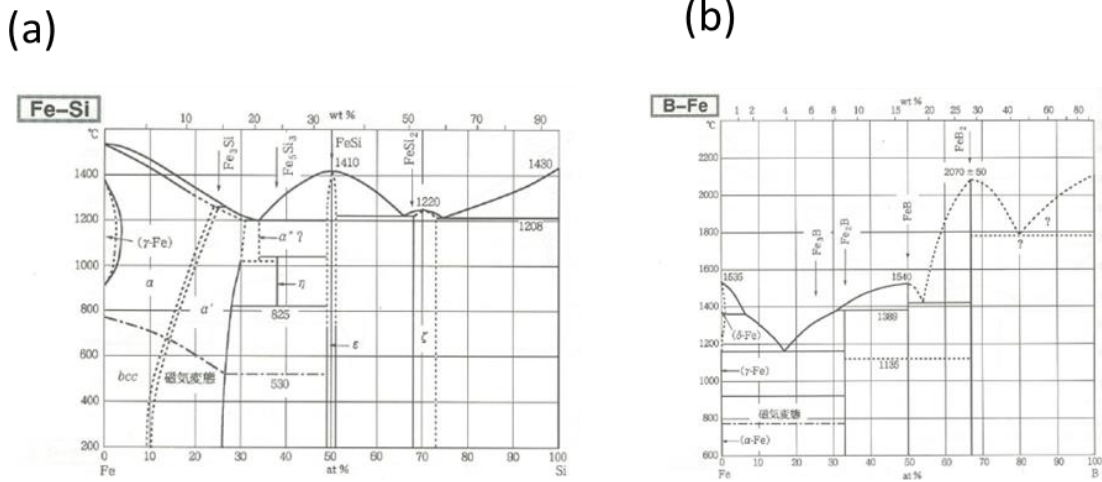 (a)
Fe–Si
10 20 30 wt % 50 60 70 90
℃
Fe₃Si
Fe₅Si₃
FeSi
FeSi₂
1410
1430
1400
1220
1200
1208
(γ-Fe)
α"?
1000
α
η
α'
800
825
ε
ζ
600
bcc
磁気変態
530
400
200
0 10 20 30 40 50 60 70 80 90 100
Fe
at %
Si
(b)
B–Fe
1 2 4 6 8 10 15 wt % 20 25 30 40 60 80
℃
FeB₂
2200
2070 ± 50
2000
FeB
Fe₂B
Fe₃B
1800
?
?
1600
1535
1540
1400
1389
(δ-Fe)
1200
1135
(γ-Fe)
1000
800
磁気変態
(α-Fe)
600
0 10 20 30 40 50 60 70 80 90 100
Fe
at %
B